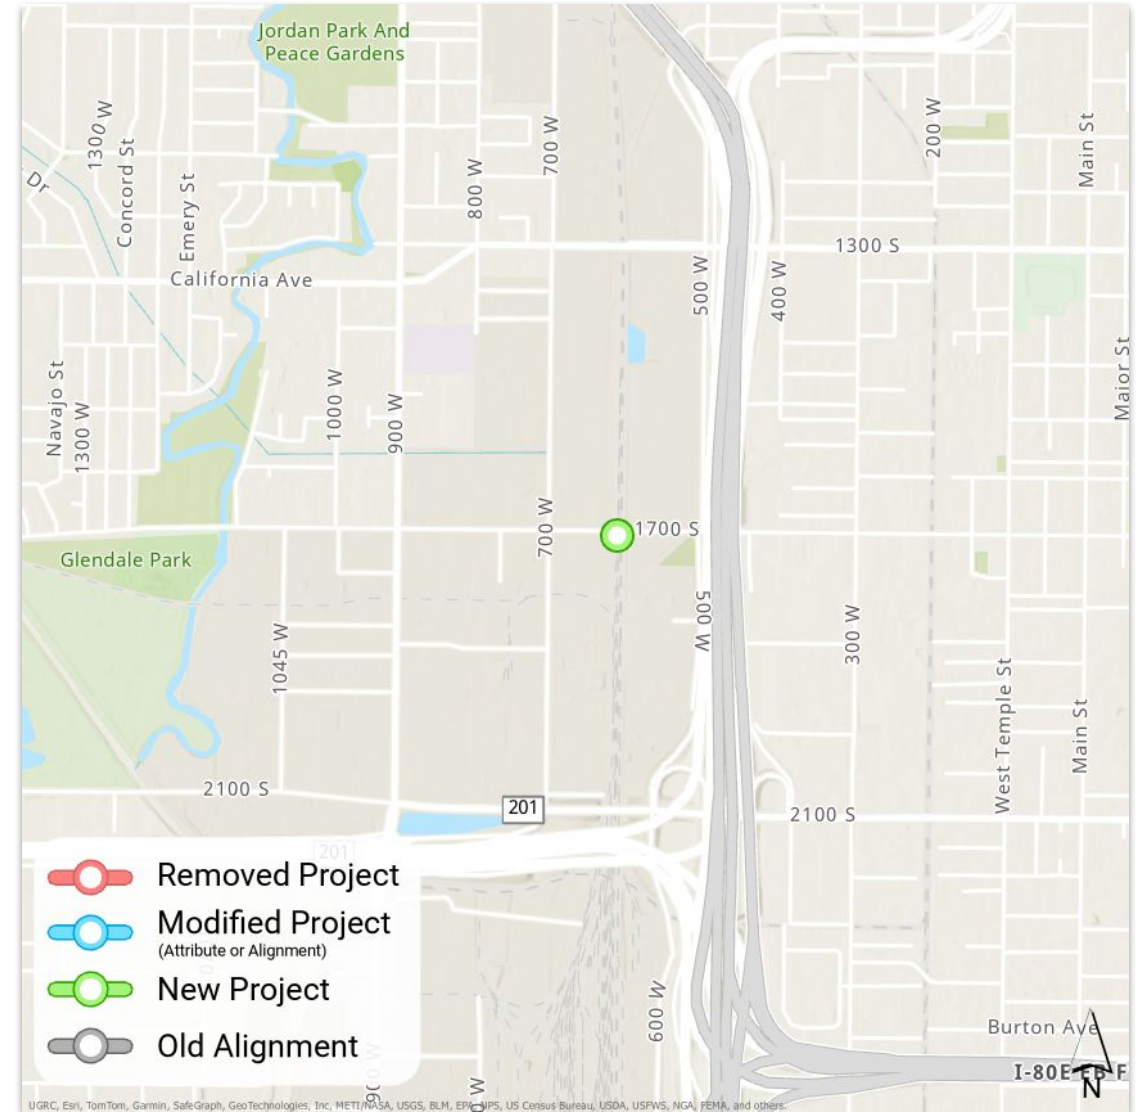 Jordan Park And
Peace Gardens
1300 W
Concord St
Emery St
Dr
800 W
700 W
200 W
Main St
1300 S
California Ave
500 W
400 W
Navajo St
1300 W
1000 W
900 W
Major St
700 W
1700 S
Glendale Park
1045 W
500 W
300 W
West Temple St
Main St
2100 S
201
2100 S
201
Removed Project
Modified Project
(Attribute or Alignment)
New Project
Old Alignment
900 W
600 W
Burton Ave
I-80E FB F
N
UGRC, Esri, TomTom, Garmin, SafeGraph, GeoTechnologies, Inc, METI/NASA, USGS, BLM, EPA, NPS, US Census Bureau, USDA, USFWS, NGA, FEMA, and others.